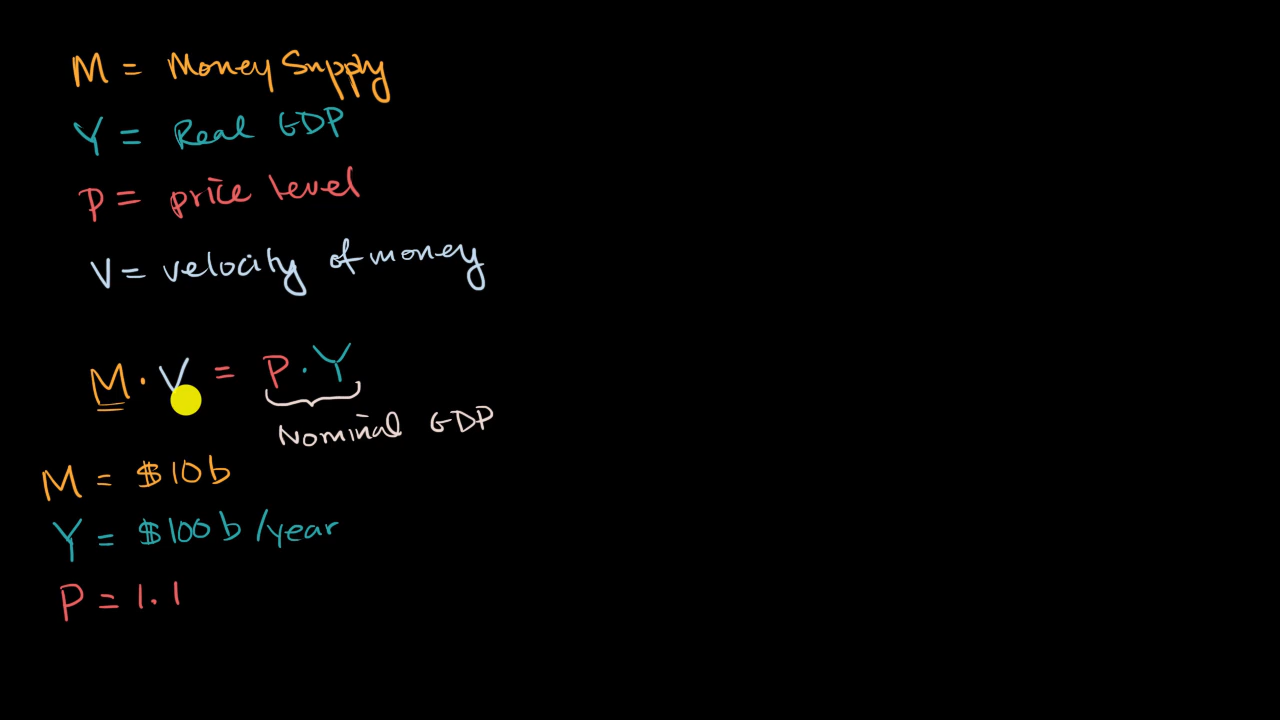 M = Money Supply
Y = Real GDP
P = price level
V = velocity of money
M · V = P · Y
Nominal GDP
M = $10b
Y = $100b/year
P = 1.1